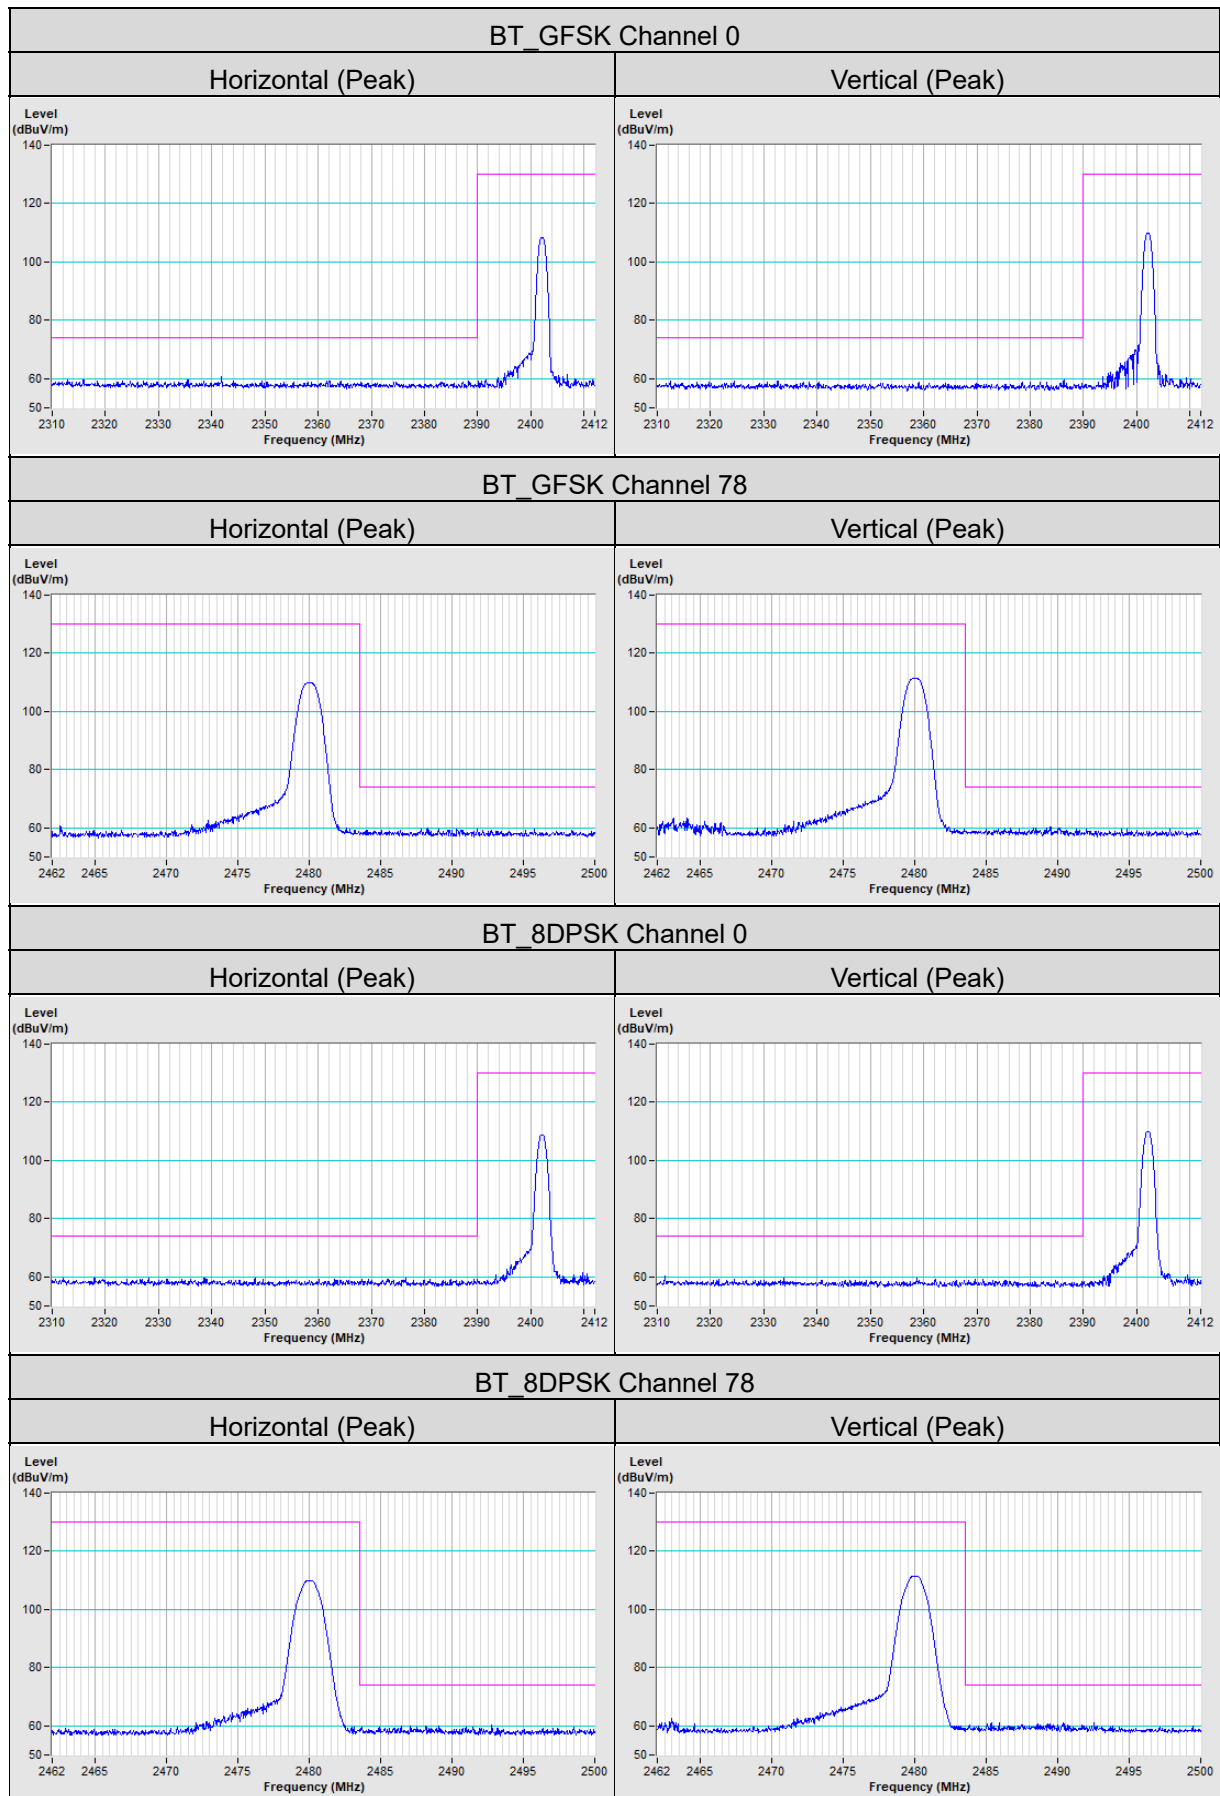 BT_GFSK Channel 0
Horizontal (Peak) Vertical (Peak)
Level Level
(dBuV/m) (dBuV/m)
140 140
120 120
100 100
80 80
60 60
50 50
2310 2320 2330 2340 2350 2360 2370 2380 2390 2400 2412 2310 2320 2330 2340 2350 2360 2370 2380 2390 2400 2412
Frequency (MHz) Frequency (MHz)
BT_GFSK Channel 78
Horizontal (Peak) Vertical (Peak)
Level Level
(dBuV/m) (dBuV/m)
140 140
120 120
100 100
80 80
60 60
50 50
2462 2465 2470 2475 2480 2485 2490 2495 2500 2462 2465 2470 2475 2480 2485 2490 2495 2500
Frequency (MHz) Frequency (MHz)
BT_8DPSK Channel 0
Horizontal (Peak) Vertical (Peak)
Level Level
(dBuV/m) (dBuV/m)
140 140
120 120
100 100
80 80
60 60
50 50
2310 2320 2330 2340 2350 2360 2370 2380 2390 2400 2412 2310 2320 2330 2340 2350 2360 2370 2380 2390 2400 2412
Frequency (MHz) Frequency (MHz)
BT_8DPSK Channel 78
Horizontal (Peak) Vertical (Peak)
Level Level
(dBuV/m) (dBuV/m)
140 140
120 120
100 100
80 80
60 60
50 50
2462 2465 2470 2475 2480 2485 2490 2495 2500 2462 2465 2470 2475 2480 2485 2490 2495 2500
Frequency (MHz) Frequency (MHz)